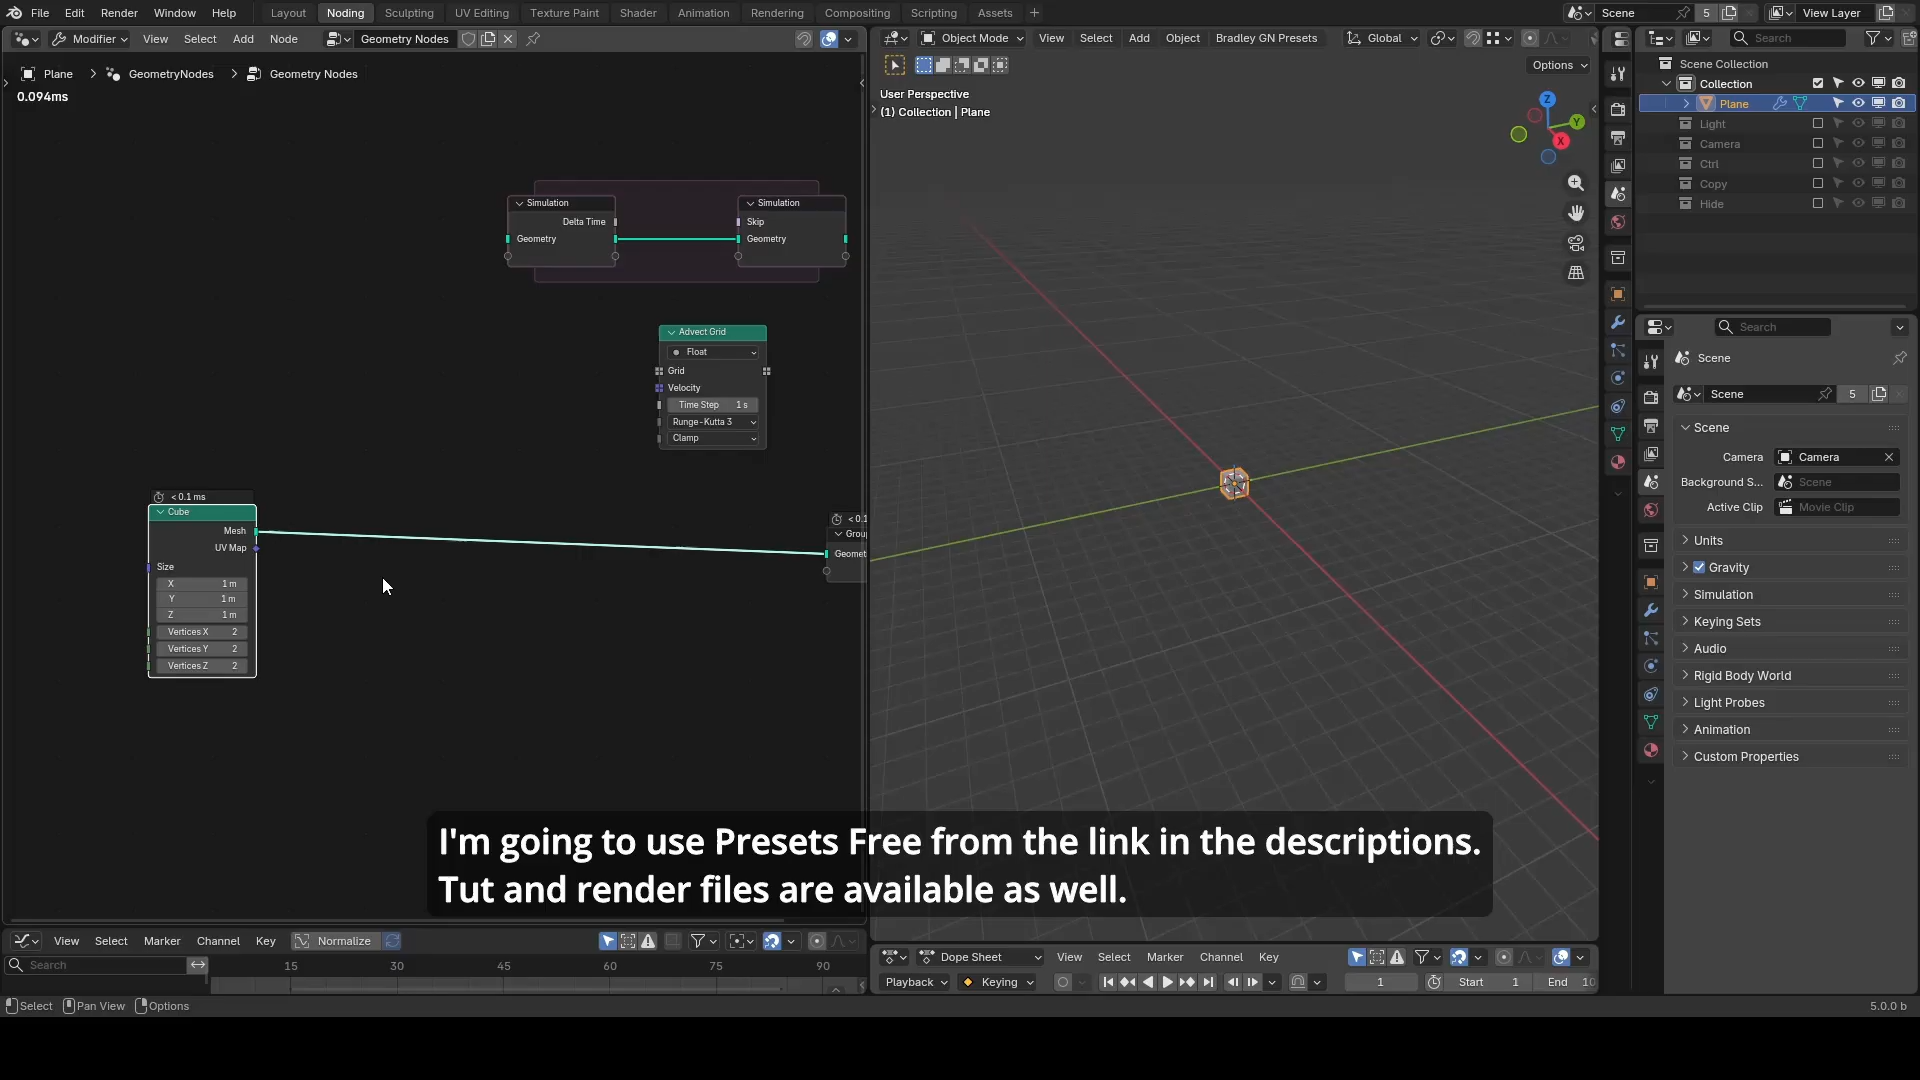 File Edit Render Window Help Layout Noding Sculpting UV Editing Texture Paint Shader Animation Rendering Compositing Scripting Assets Scene 5 View Layer
Modifier View Select Add Node Geometry Nodes
Plane GeometryNodes Geometry Nodes
0.094ms
Simulation
Delta Time
Geometry
Simulation
Skip
Geometry
Advect Grid
Float
Grid
Velocity
Time Step 1 s
Runge-Kutta 3
Clamp
< 0.1 ms
Cube
Mesh
UV Map
Size
X 1 m
Y 1 m
Z 1 m
Vertices X 2
Vertices Y 2
Vertices Z 2
< 0.1
Grou
Geomet
Object Mode View Select Add Object Bradley GN Presets Global
Options
User Perspective
(1) Collection | Plane
Z
Y
X
Search
Scene Collection
Collection
Plane
Light
Camera
Ctrl
Copy
Hide
Search
Scene
Scene 5
Scene
Camera Camera
Background S... Scene
Active Clip Movie Clip
Units
Gravity
Simulation
Keying Sets
Audio
Rigid Body World
Light Probes
Animation
Custom Properties
I'm going to use Presets Free from the link in the descriptions.
Tut and render files are available as well.
View Select Marker Channel Key Normalize
Search 15 30 45 60 75 90
Dope Sheet View Select Marker Channel Key
Playback Keying 1 Start 1 End 10
Select Pan View Options 5.0.0 b